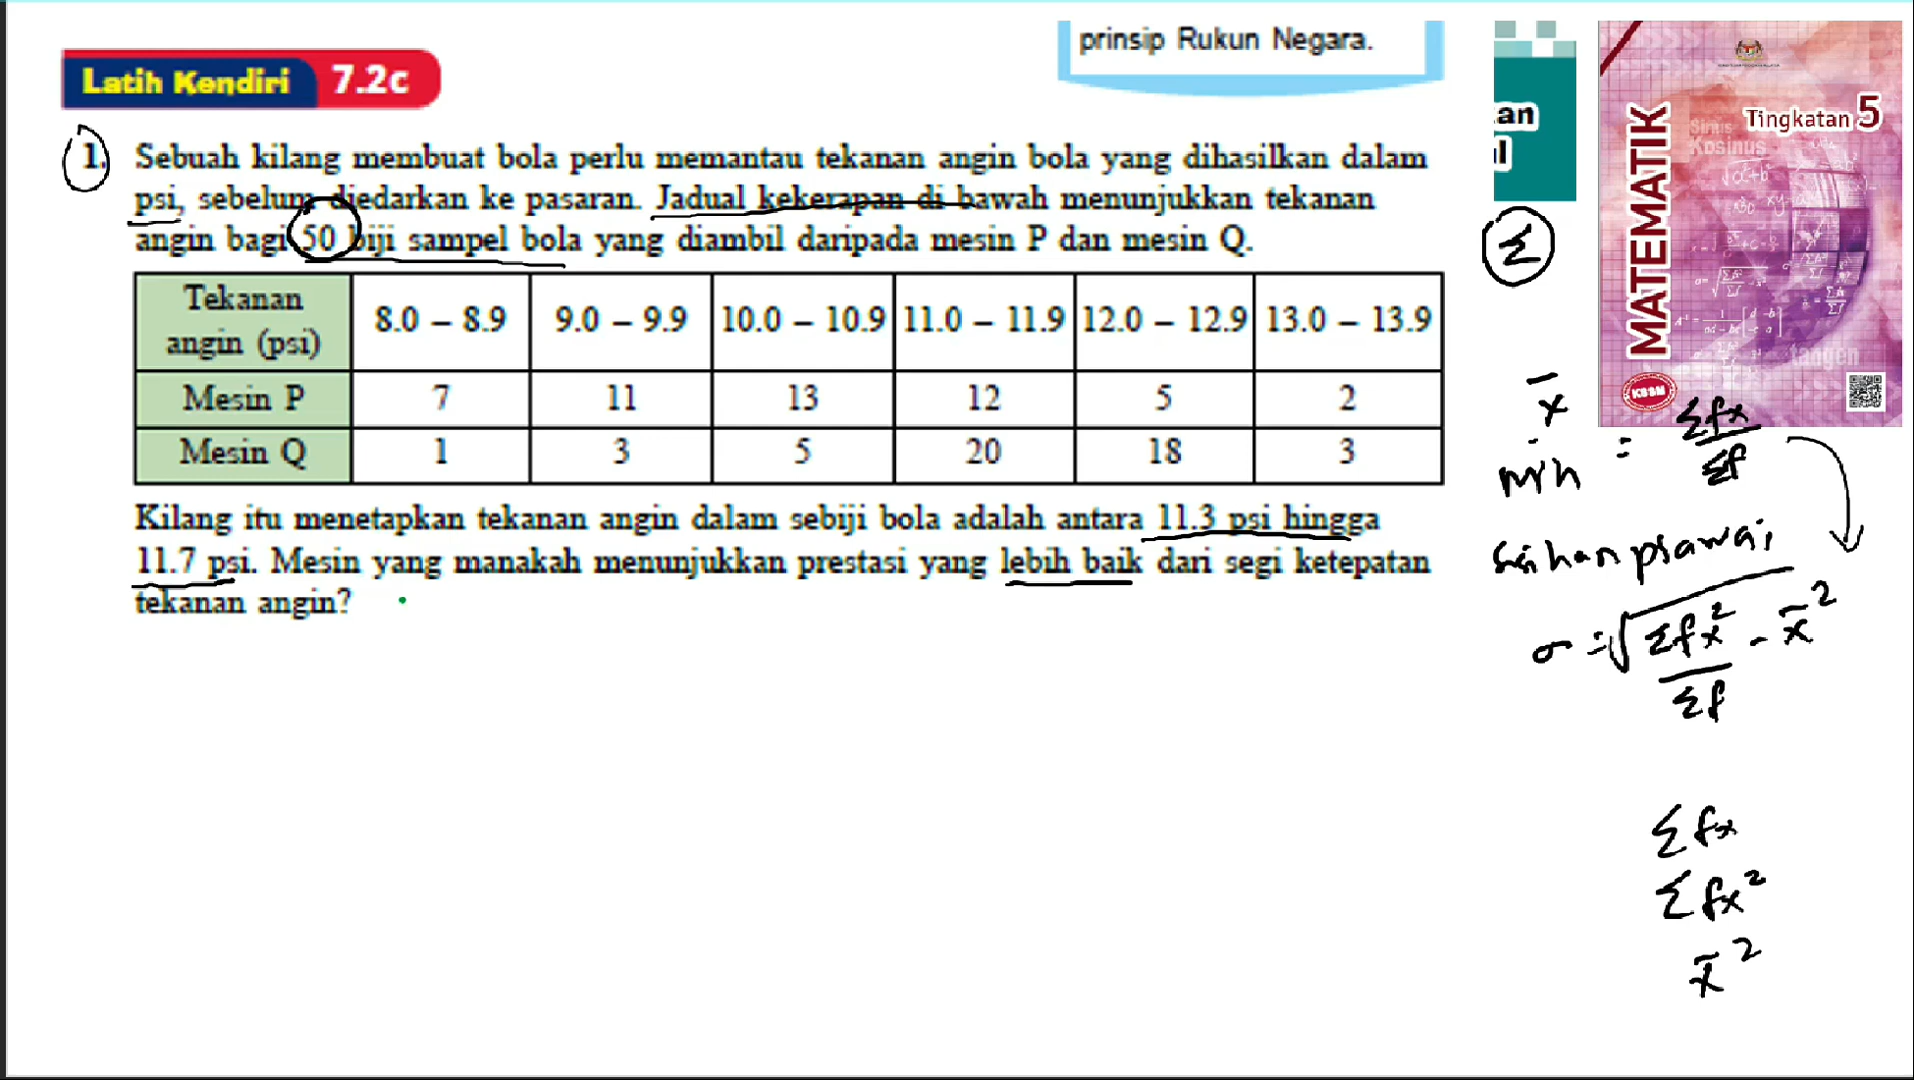 prinsip Rukun Negara.
Latih Kendiri 7.2c
1. Sebuah kilang membuat bola perlu memantau tekanan angin bola yang dihasilkan dalam
psi, sebelum diedarkan ke pasaran. Jadual kekerapan di bawah menunjukkan tekanan
angin bagi 50 biji sampel bola yang diambil daripada mesin P dan mesin Q.
Tekanan angin (psi) 8.0 – 8.9 9.0 – 9.9 10.0 – 10.9 11.0 – 11.9 12.0 – 12.9 13.0 – 13.9
Mesin P 7 11 13 12 5 2
Mesin Q 1 3 5 20 18 3
Kilang itu menetapkan tekanan angin dalam sebiji bola adalah antara 11.3 psi hingga
11.7 psi. Mesin yang manakah menunjukkan prestasi yang lebih baik dari segi ketepatan
tekanan angin?
an
l
MATEMATIK
Tingkatan 5
Sinus
Kosinus
tangen
KSSM
Σ
x̄
min = Σfx / Σf
sisihan piawai
σ = √(Σfx² / Σf - x̄²)
Σfx
Σfx²
x̄²